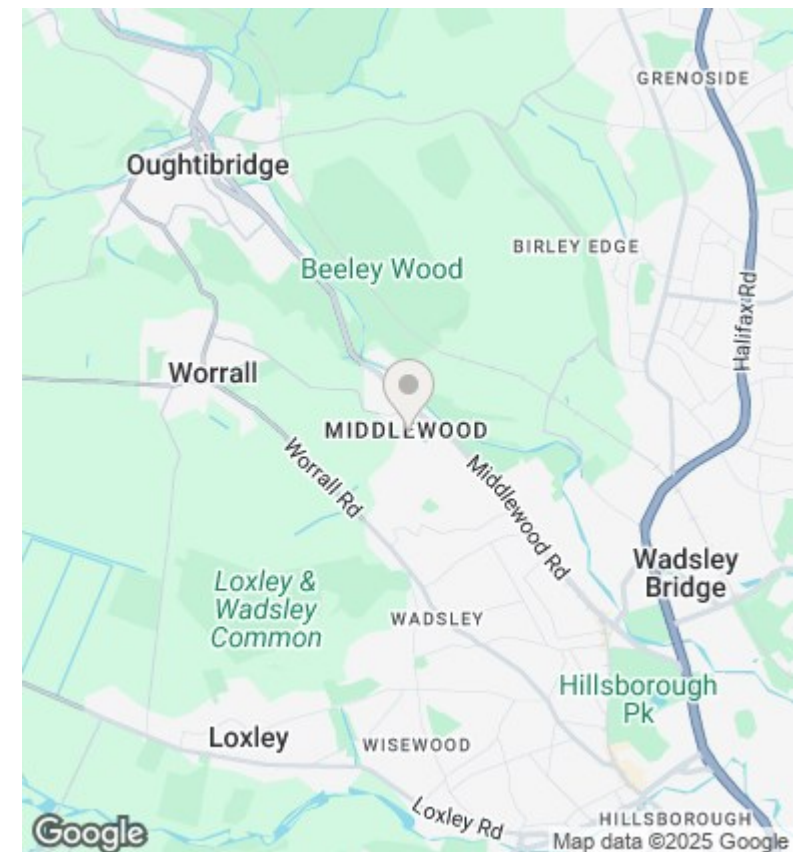 GRENOSIDE
Oughtibridge
BIRLEY EDGE
Beeley Wood
Halifax Rd
Worrall
MIDDLEWOOD
Worrall Rd
Middlewood Rd
Wadsley
Bridge
Loxley &
Wadsley
Common
WADSLEY
Hillsborough
Pk
Loxley
WISEWOOD
Loxley Rd
HILLSBOROUGH
Google
Map data ©2025 Google